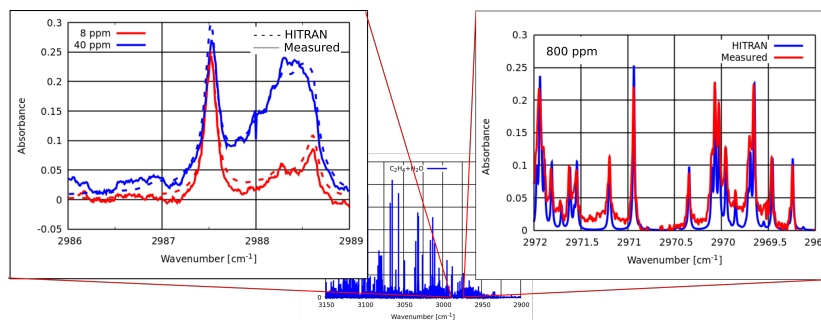 0.3
0.25
0.2
0.15
0.1
0.05
0
-0.05
Absorbance
8 ppm
40 ppm
HITRAN
Measured
2986
2987
2988
2989
Wavenumber [cm⁻¹]
C₂H₄+H₂O
0
3150
3100
3050
3000
2950
2900
Wavenumber [cm⁻¹]
0.3
0.25
0.2
0.15
0.1
0.05
0
Absorbance
800 ppm
HITRAN
Measured
2972
2971.5
2971
2970.5
2970
2969.5
Wavenumber [cm⁻¹]